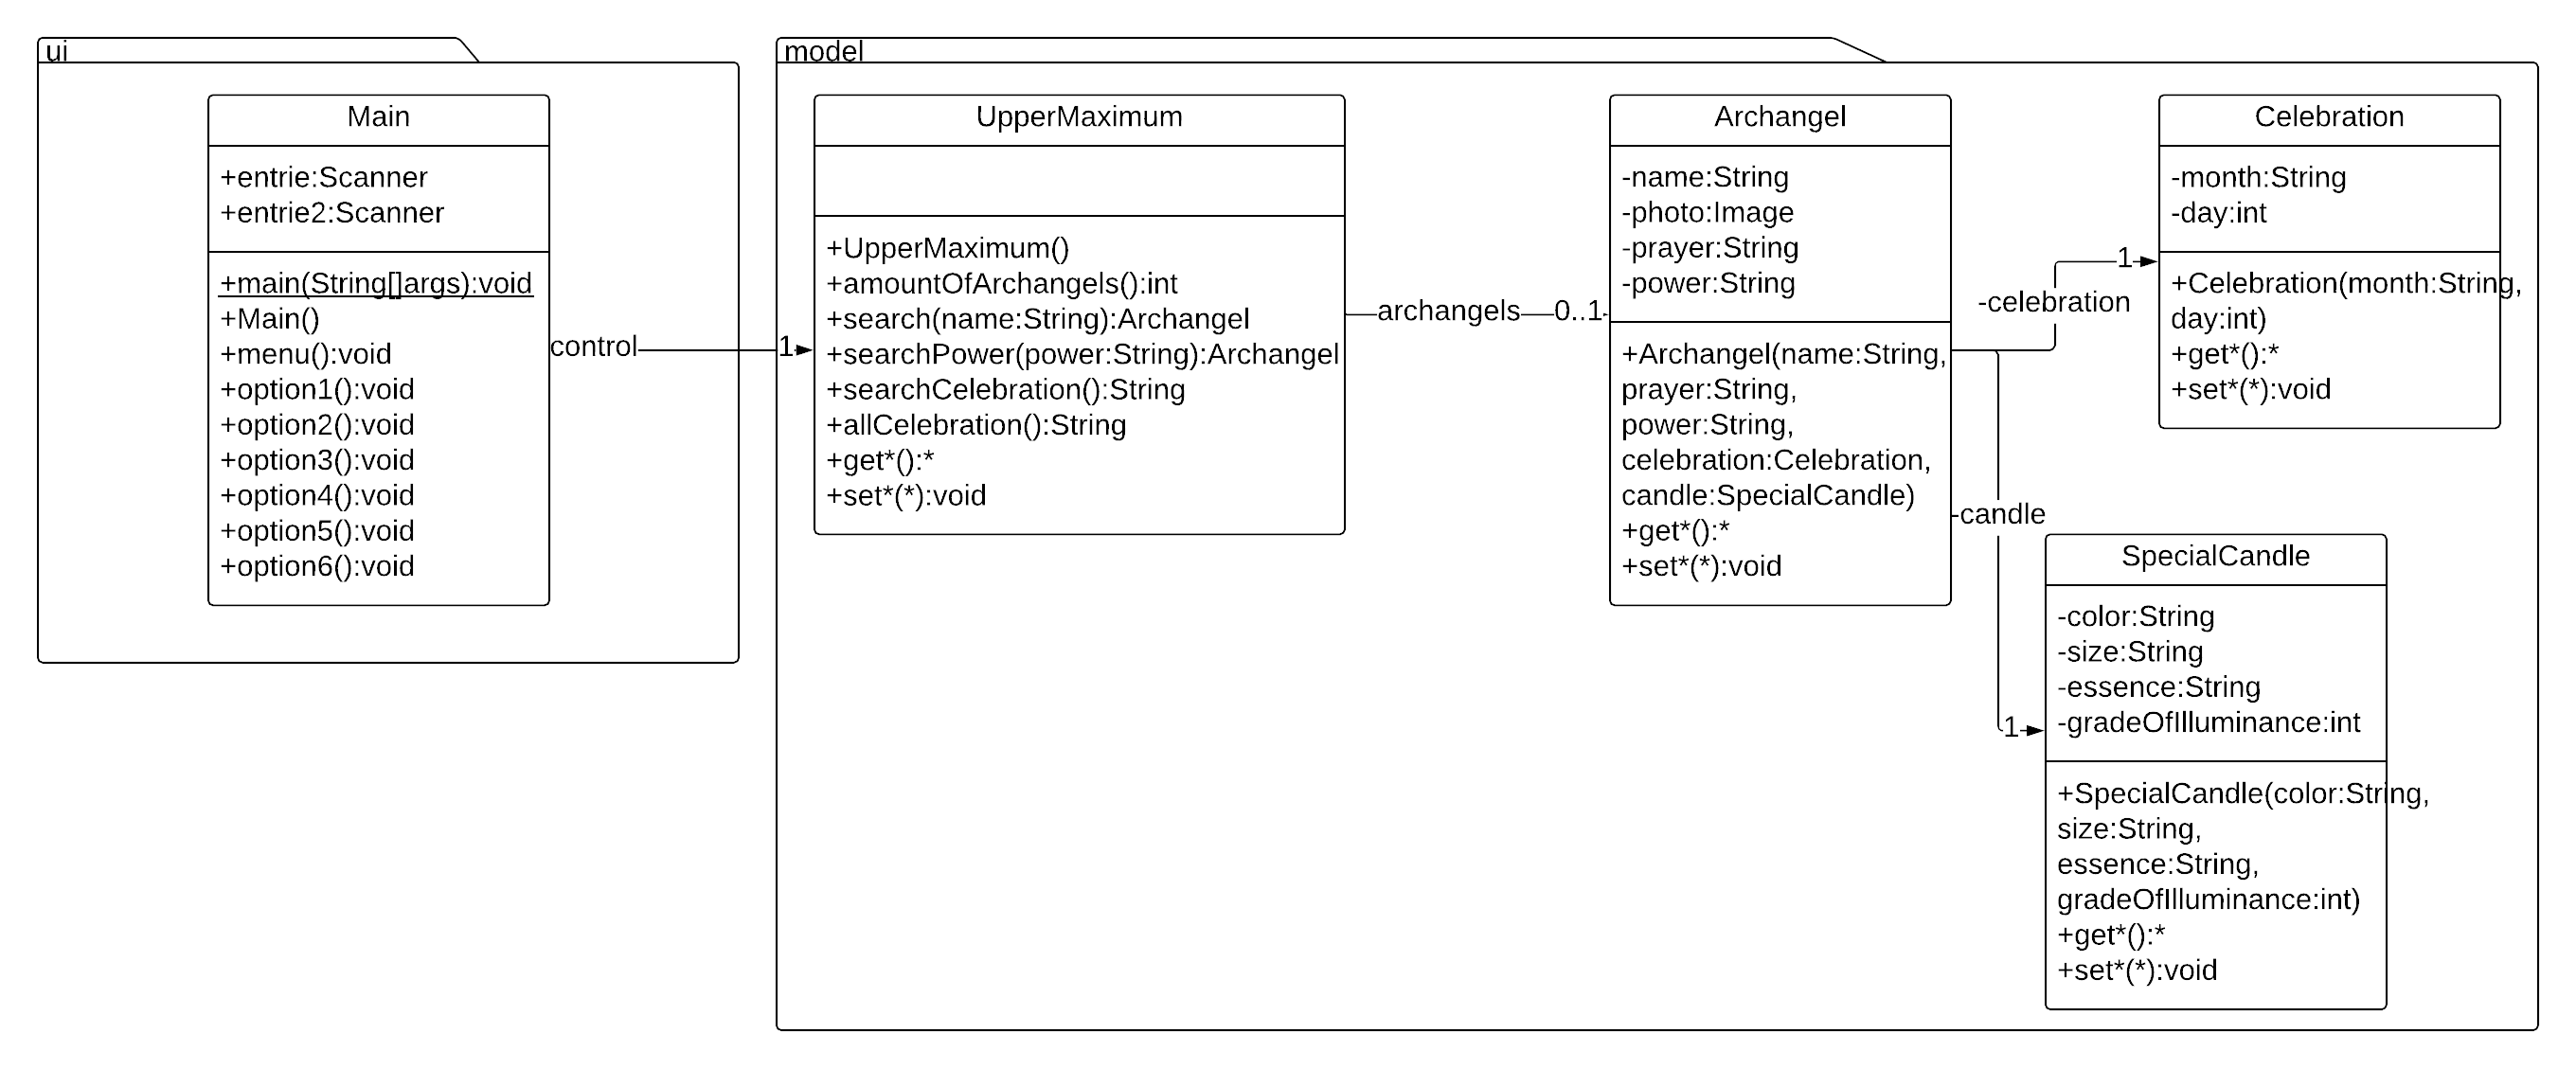 ui
Main
+entrie:Scanner
+entrie2:Scanner
+main(String[]args):void
+Main()
+menu():void
+option1():void
+option2():void
+option3():void
+option4():void
+option5():void
+option6():void
control
1
model
UpperMaximum
+UpperMaximum()
+amountOfArchangels():int
+search(name:String):Archangel
+searchPower(power:String):Archangel
+searchCelebration():String
+allCelebration():String
+get*():*
+set*(*):void
archangels
0..1
Archangel
-name:String
-photo:Image
-prayer:String
-power:String
+Archangel(name:String,
prayer:String,
power:String,
celebration:Celebration,
candle:SpecialCandle)
+get*():*
+set*(*):void
-celebration
1
Celebration
-month:String
-day:int
+Celebration(month:String,
day:int)
+get*():*
+set*(*):void
-candle
1
SpecialCandle
-color:String
-size:String
-essence:String
-gradeOfIlluminance:int
+SpecialCandle(color:String,
size:String,
essence:String,
gradeOfIlluminance:int)
+get*():*
+set*(*):void